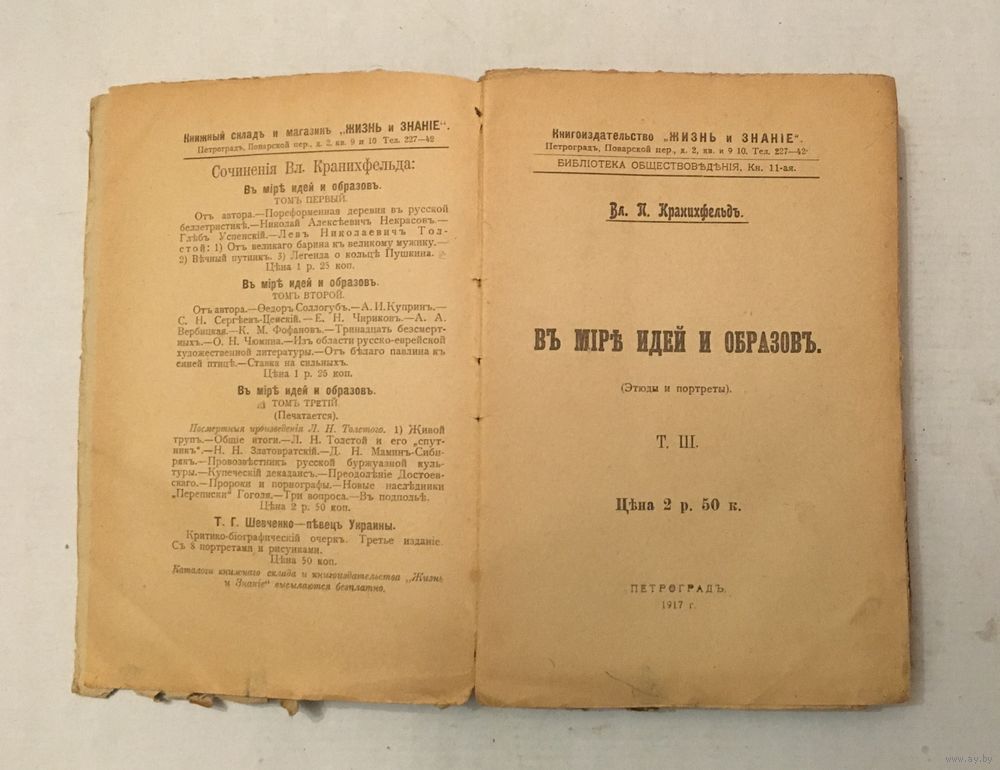 Книжный складъ и магазинъ „ЖИЗНЬ и ЗНАНІЕ“.
Петроградъ, Поварской пер., д. 2, кв. 9 и 10 Тел. 227—42
Сочиненія Вл. Кранихфельда:
Въ мірѣ идей и образовъ.
ТОМЪ ПЕРВЫЙ.
Отъ автора.—Пореформенная деревня въ русской
беллетристикѣ.—Николай Алексѣевичъ Некрасовъ.—
Глѣбъ Успенскій.—Левъ Николаевичъ Тол-
стой: 1) Отъ великаго барина къ великому мужику.—
2) Вѣчный путникъ. 3) Легенда о кольцѣ Пушкина.
Цѣна 1 р. 25 коп.
Въ мірѣ идей и образовъ.
ТОМЪ ВТОРОЙ.
Отъ автора.—Ѳедоръ Соллогубъ.—А. И. Купринъ.—
С. Н. Сергѣевъ-Ценскій.—Е. Н. Чириковъ.—А. А.
Вербицкая.—К. М. Фофановъ.—Тринадцать безсмерт-
ныхъ.—О. Н. Чюмина.—Изъ области русско-еврейской
художественной литературы.—Отъ бѣлаго павлина къ
синей птицѣ.—Ставка на сильныхъ.
Цѣна 1 р. 25 коп.
Въ мірѣ идей и образовъ.
ТОМЪ ТРЕТІЙ.
(Печатается).
Посмертныя произведенія Л. Н. Толстого. 1) Живой
трупъ.—Общіе итоги.—Л. Н. Толстой и его „спут-
никъ“.—Н. Н. Златовратскій.—Д. Н. Маминъ-Сиби-
рякъ.—Провозвѣстникъ русской буржуазной куль-
туры.—Купеческій декадансъ.—Преодолѣніе Достоев-
скаго.—Пророки и порнографы.—Новые наслѣдники
„Переписки“ Гоголя.—Три вопроса.—Въ подпольѣ.
Цѣна 2 р. 50 коп.
Т. Г. Шевченко—пѣвец Украины.
Критико-біографическій очеркъ. Третье изданіе.
Съ 8 портретами и рисунками.
Цѣна 50 коп.
Каталоги книжнаго склада и книгоиздательства „Жизнь
и Знаніе“ высылаются безплатно.
Книгоиздательство „ЖИЗНЬ и ЗНАНІЕ“.
Петроградъ, Поварской пер., д. 2, кв. и 9 10. Тел. 227—42.
БИБЛІОТЕКА ОБЩЕСТВОВѢДѢНІЯ, Кн. 11-ая.
Вл. П. Кранихфельдъ.
ВЪ МІРѢ ИДЕЙ И ОБРАЗОВЪ.
(Этюды и портреты).
Т. III.
Цѣна 2 р. 50 к.
ПЕТРОГРАДЪ.
1917 г.
www.ay.by